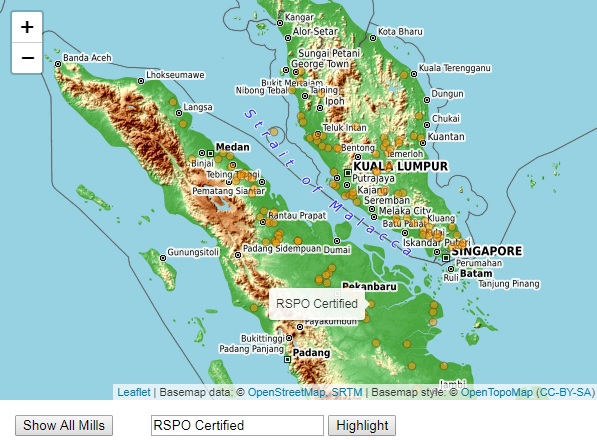 +
−
Kangar
Alor Setar
Kota Bharu
Sungai Petani
George Town
Banda Aceh
Kuala Terengganu
Lhokseumawe
Bukit Mertajam
Nibong Tebal
Taiping
Dungun
Ipoh
Langsa
Chukai
Teluk Intan
Kuantan
Strait of Malacca
Medan
Bentong
Temerloh
Binjai
KUALA LUMPUR
Tebing Tinggi
Putrajaya
Pematang Siantar
Kajang
Seremban
Rantau Prapat
Melaka City
Kluang
Batu Pahat
Kulai
Padang Sidempuan
Dumai
Iskandar Puteri
Gunungsitoli
SINGAPORE
Perumahan
Ruli
Batam
Tanjung Pinang
Pekanbaru
RSPO Certified
Payakumbuh
Bukittinggi
Padang Panjang
Padang
Jambi
Leaflet | Basemap data: © OpenStreetMap, SRTM | Basemap style: © OpenTopoMap (CC-BY-SA)
Show All Mills RSPO Certified Highlight